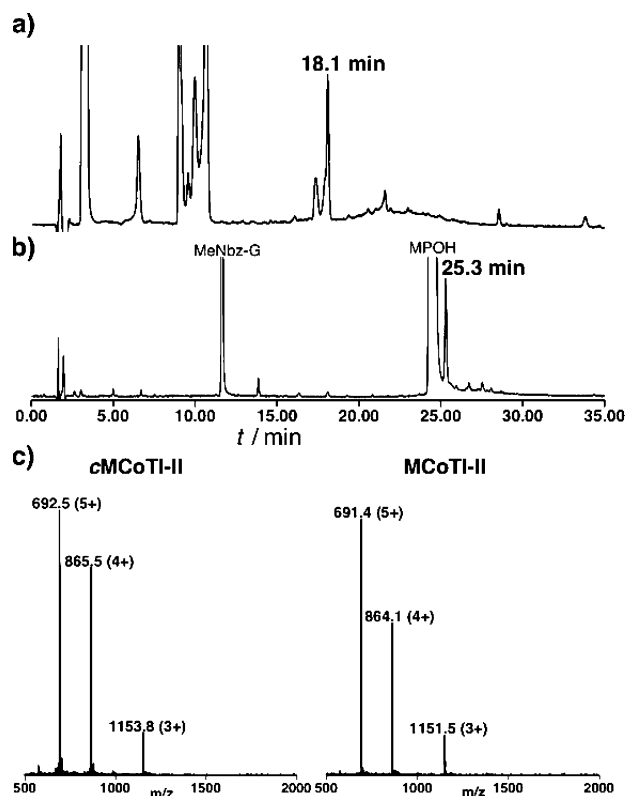 a)
18.1 min
b)
MeNbz-G
MPOH
25.3 min
0.00 5.00 10.00 15.00 20.00 25.00 30.00 35.00
t / min
c)
cMCoTI-II
MCoTI-II
692.5 (5+)
865.5 (4+)
1153.8 (3+)
691.4 (5+)
864.1 (4+)
1151.5 (3+)
500 1000 1500 2000
m/z
500 1000 1500 2000
m/z